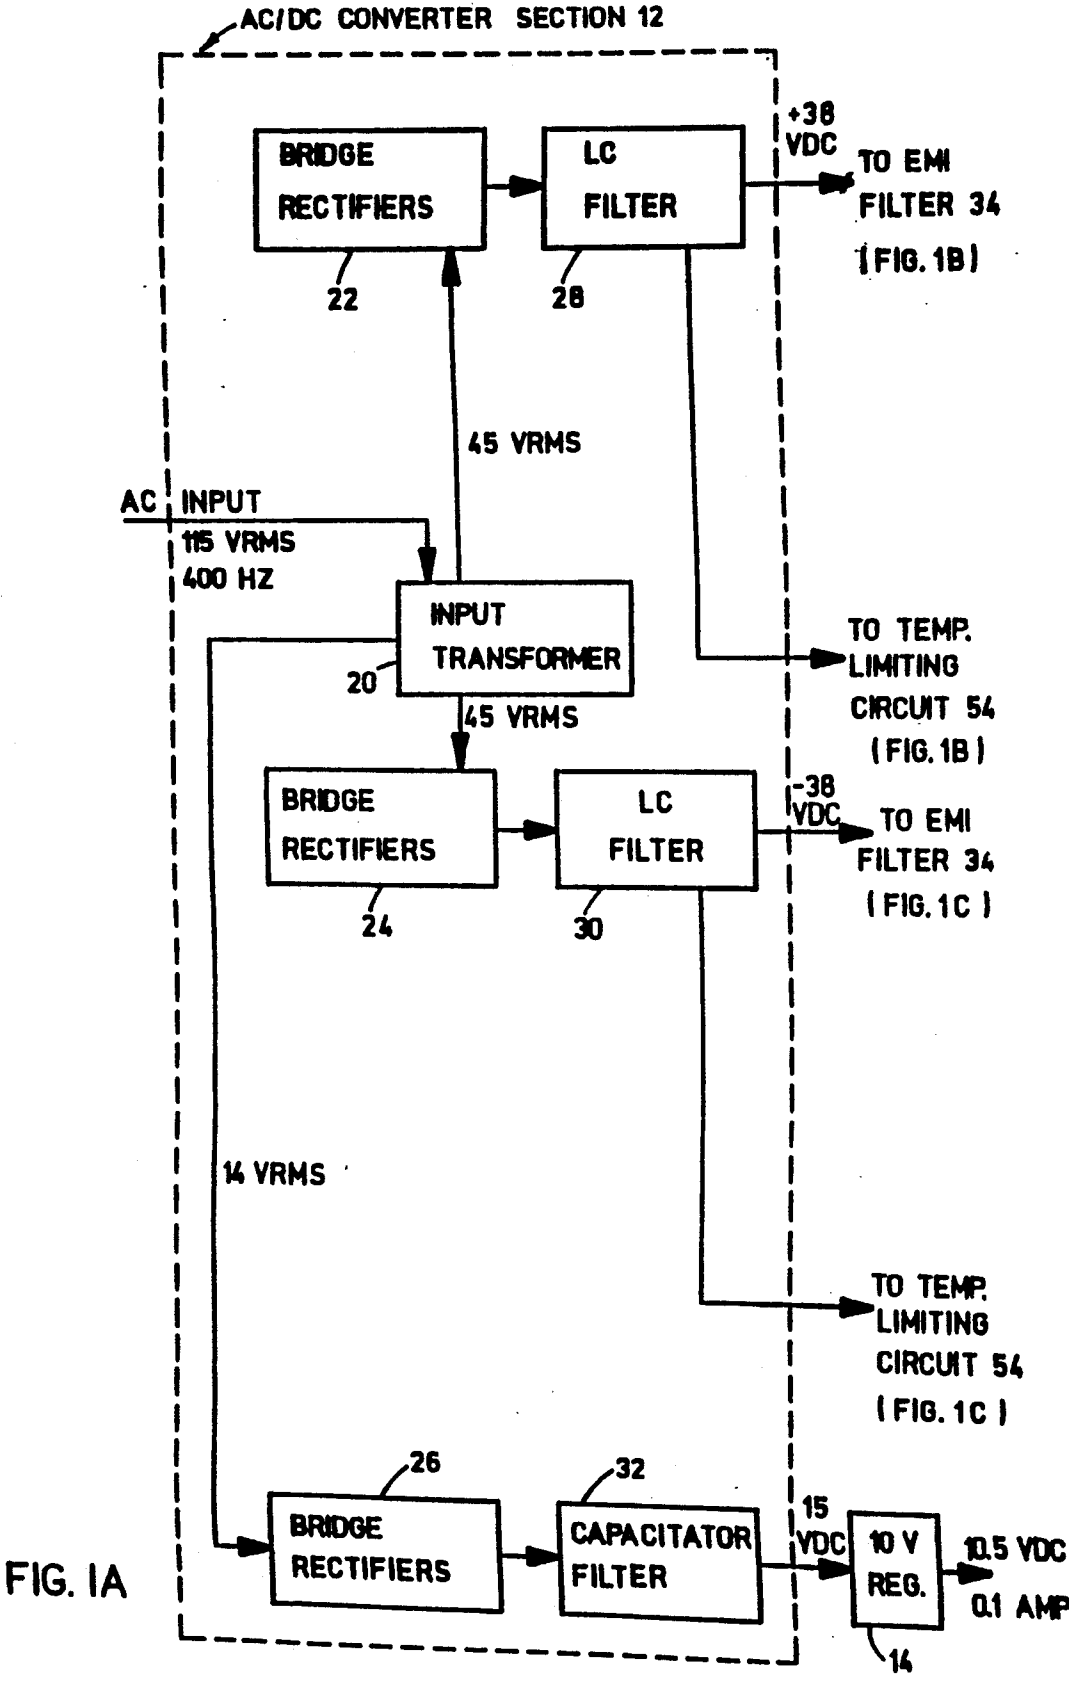 AC/DC CONVERTER SECTION 12
BRIDGE
RECTIFIERS
22
LC
FILTER
28
+38
VDC
TO EMI
FILTER 34
(FIG. 1B)
45 VRMS
AC INPUT
115 VRMS
400 HZ
INPUT
TRANSFORMER
20
45 VRMS
TO TEMP.
LIMITING
CIRCUIT 54
(FIG. 1B)
BRIDGE
RECTIFIERS
24
LC
FILTER
30
-38
VDC
TO EMI
FILTER 34
(FIG. 1C)
14 VRMS
TO TEMP.
LIMITING
CIRCUIT 54
(FIG. 1C)
26
BRIDGE
RECTIFIERS
32
CAPACITATOR
FILTER
15
VDC
10 V
REG.
14
10.5 VDC
0.1 AMP
FIG. 1A